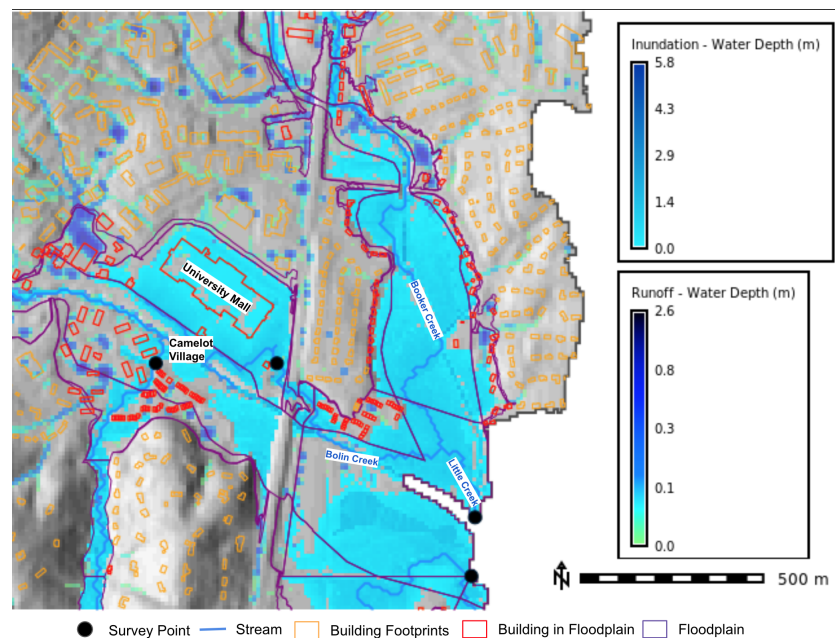 Inundation - Water Depth (m)
5.8
4.3
2.9
1.4
0.0
University Mall
Booker Creek
Runoff - Water Depth (m)
2.6
0.8
0.3
0.1
0.0
Camelot
Village
Bolin Creek
Little Creek
N
500 m
Survey Point
Stream
Building Footprints
Building in Floodplain
Floodplain